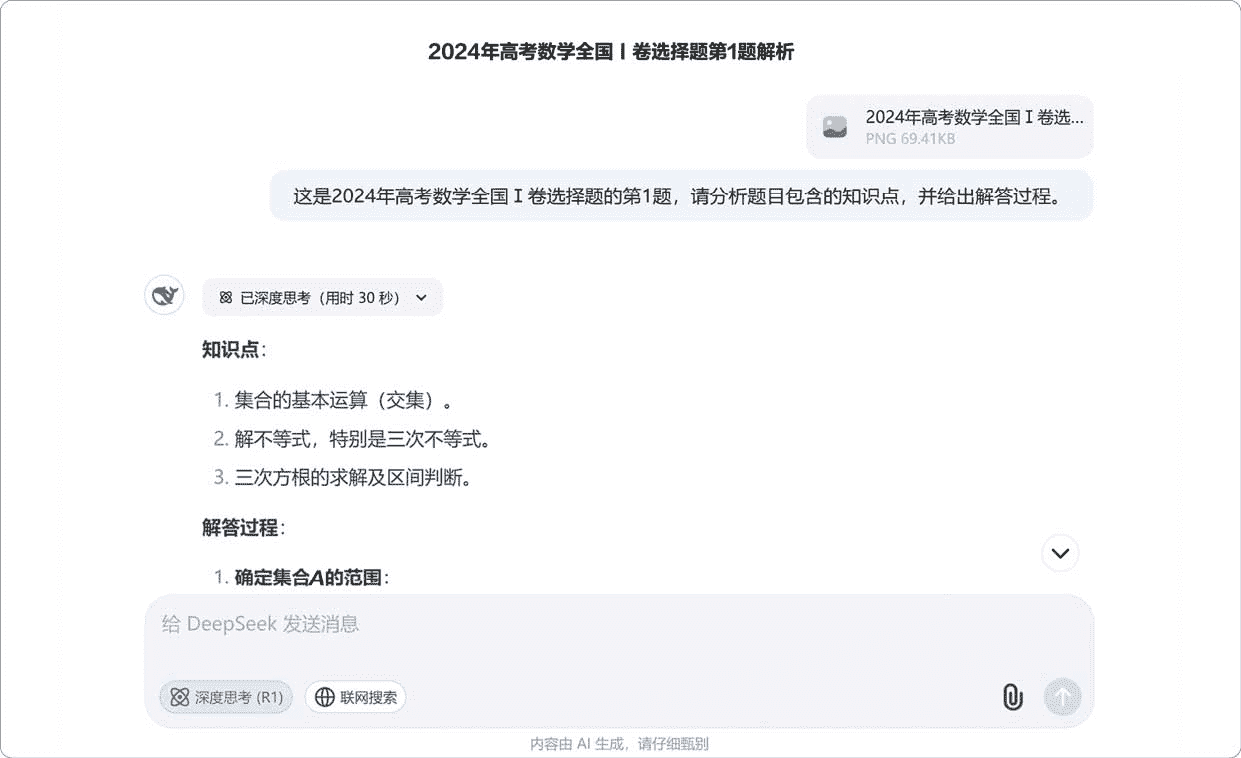 2024年高考数学全国Ⅰ卷选择题第1题解析
2024年高考数学全国Ⅰ卷选...
PNG 69.41KB
这是2024年高考数学全国Ⅰ卷选择题的第1题，请分析题目包含的知识点，并给出解答过程。
已深度思考（用时 30 秒）
知识点：
1. 集合的基本运算（交集）。
2. 解不等式，特别是三次不等式。
3. 三次方根的求解及区间判断。
解答过程：
1. 确定集合A的范围：
给 DeepSeek 发送消息
深度思考 (R1)
联网搜索
内容由 AI 生成，请仔细甄别